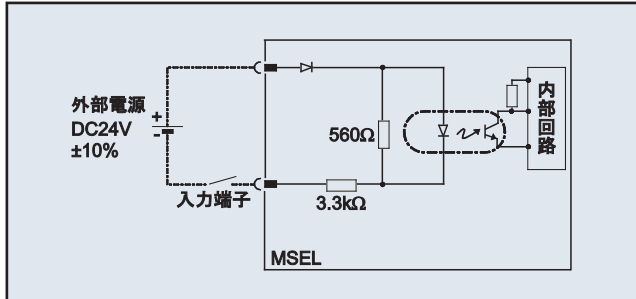 外部電源
DC24V
±10%
+
-
入力端子
560Ω
3.3kΩ
内部回路
MSEL